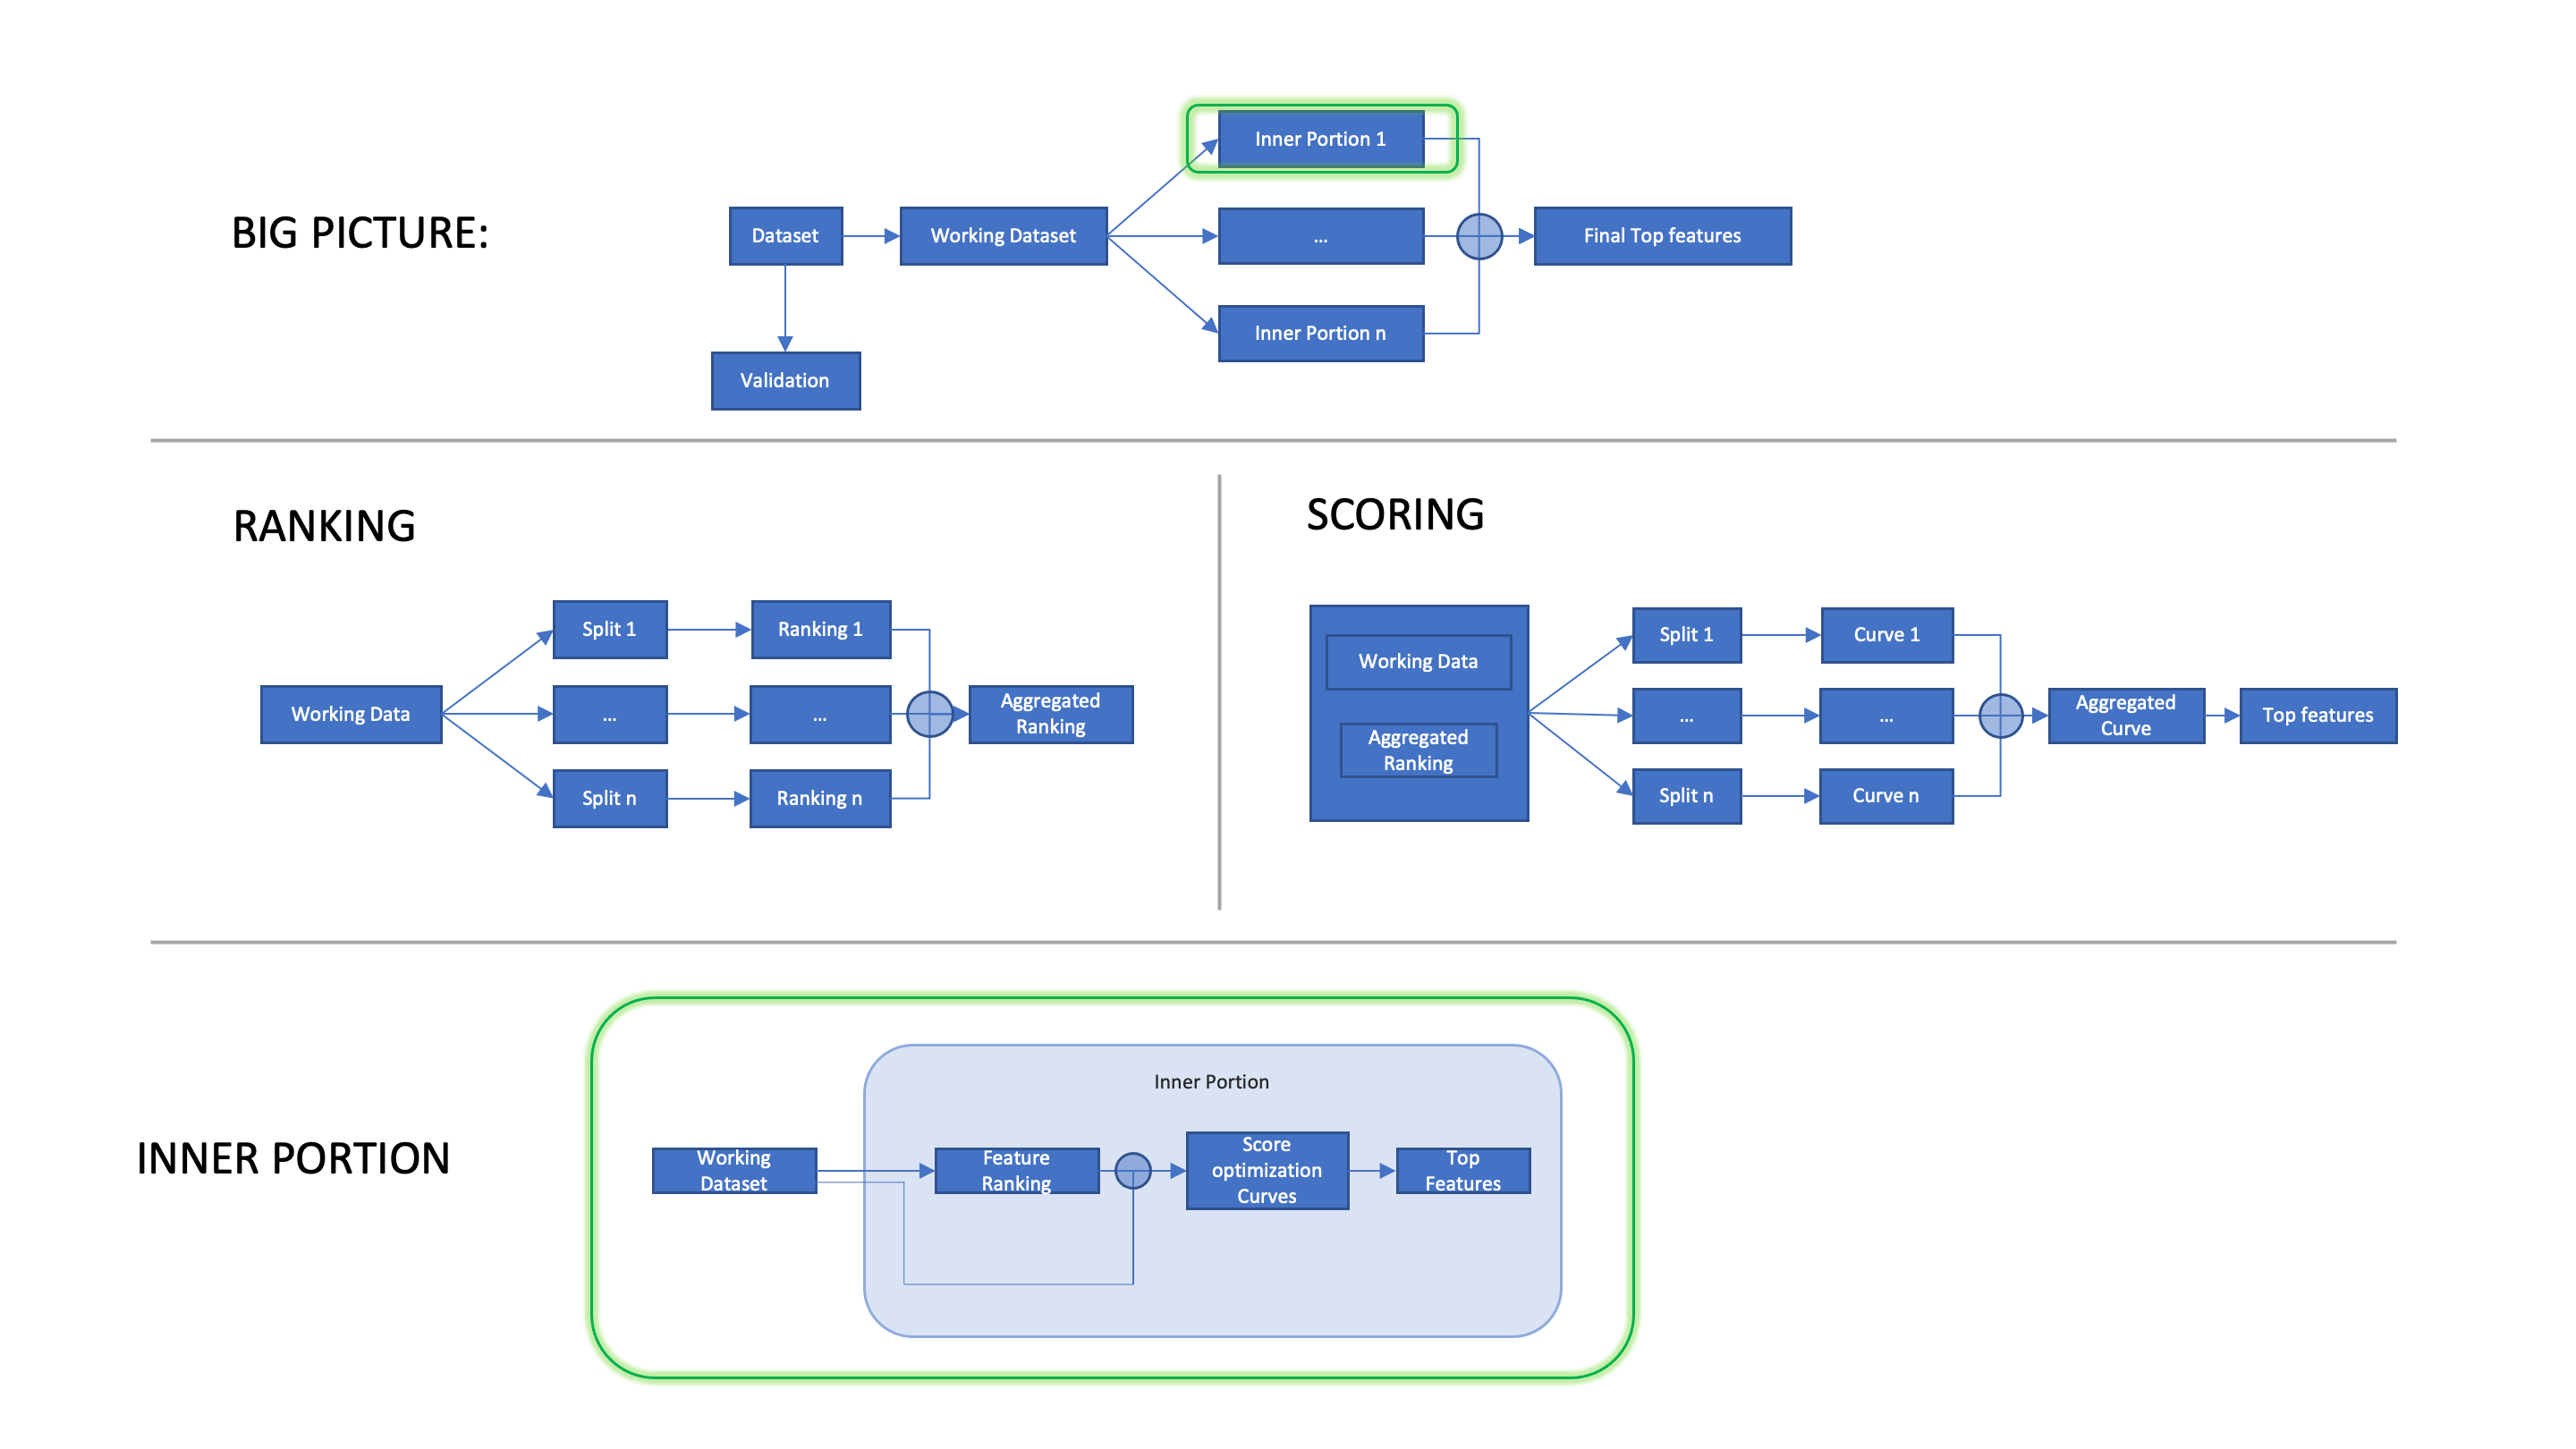 BIG PICTURE:
Inner Portion 1
Dataset
Working Dataset
...
Final Top features
Inner Portion n
Validation
RANKING
Split 1
Ranking 1
Working Data
...
...
Aggregated
Ranking
Split n
Ranking n
SCORING
Working Data
Aggregated
Ranking
Split 1
Curve 1
...
...
Aggregated
Curve
Top features
Split n
Curve n
INNER PORTION
Inner Portion
Working
Dataset
Feature
Ranking
Score
optimization
Curves
Top
Features